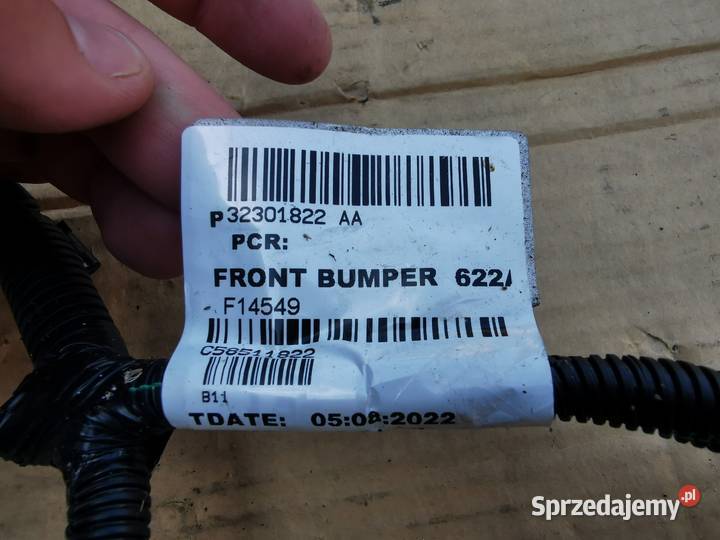 P32301822 AA
PCR:
FRONT BUMPER 622
F14549
C56511822
B11
TDATE: 05:08:2022
Sprzedajemy.pl